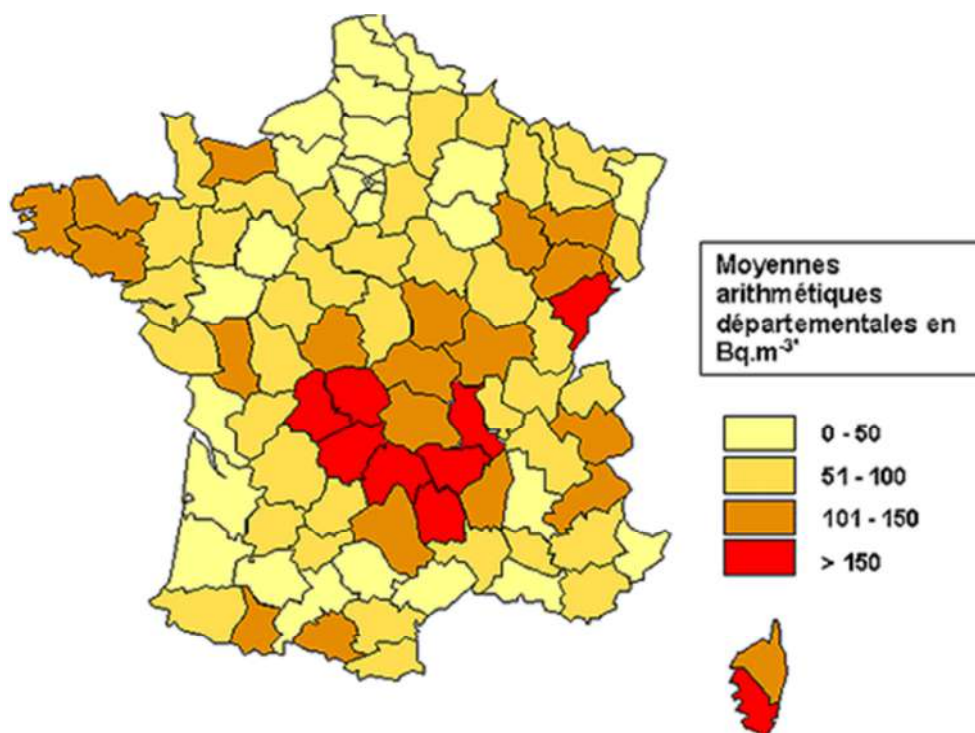 Moyennes
arithmétiques
départementales en
Bq.m-3*
0 - 50
51 - 100
101 - 150
> 150